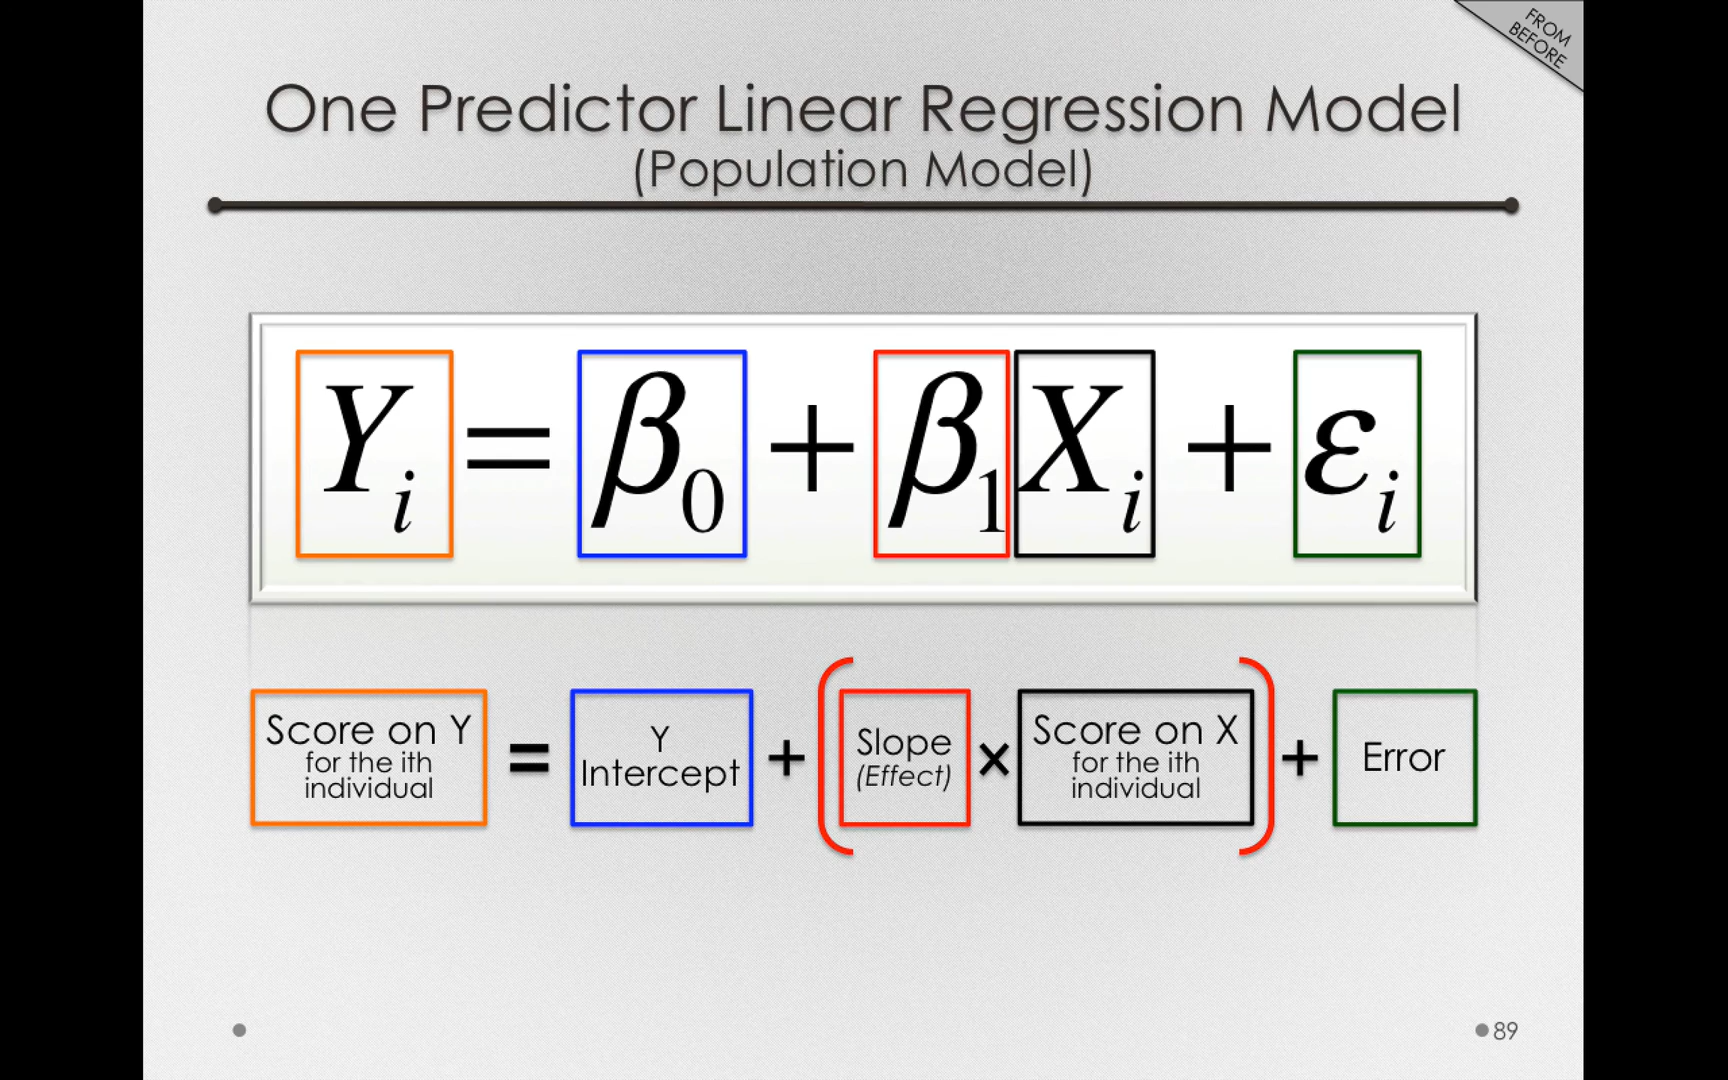 FROM
BEFORE
One Predictor Linear Regression Model
(Population Model)
Yᵢ = β₀ + β₁Xᵢ + εᵢ
Score on Y for the ith individual = Y Intercept + ( Slope (Effect) × Score on X for the ith individual ) + Error
89